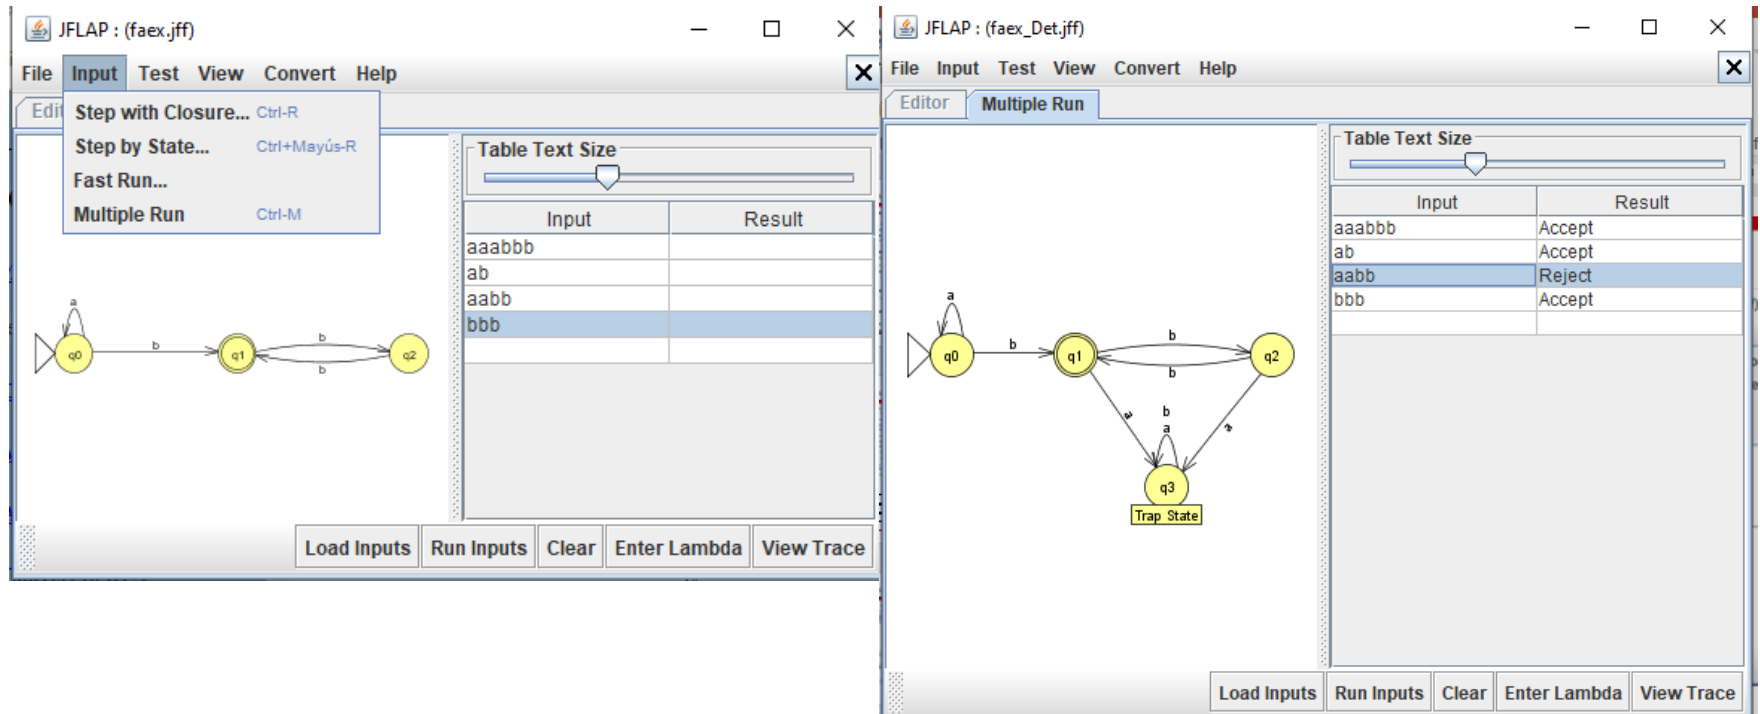 JFLAP : (faex.jff)
File Input Test View Convert Help
Step with Closure... Ctrl-R
Step by State... Ctrl+Mayús-R
Fast Run...
Multiple Run Ctrl-M
Edit
Table Text Size
Input Result
aaabbb
ab
aabb
bbb
a
q0
b
q1
b
b
q2
Load Inputs Run Inputs Clear Enter Lambda View Trace
JFLAP : (faex_Det.jff)
File Input Test View Convert Help
Editor Multiple Run
Table Text Size
Input Result
aaabbb Accept
ab Accept
aabb Reject
bbb Accept
a
q0
b
q1
b
b
q2
a
b
a
a
q3
Trap State
Load Inputs Run Inputs Clear Enter Lambda View Trace